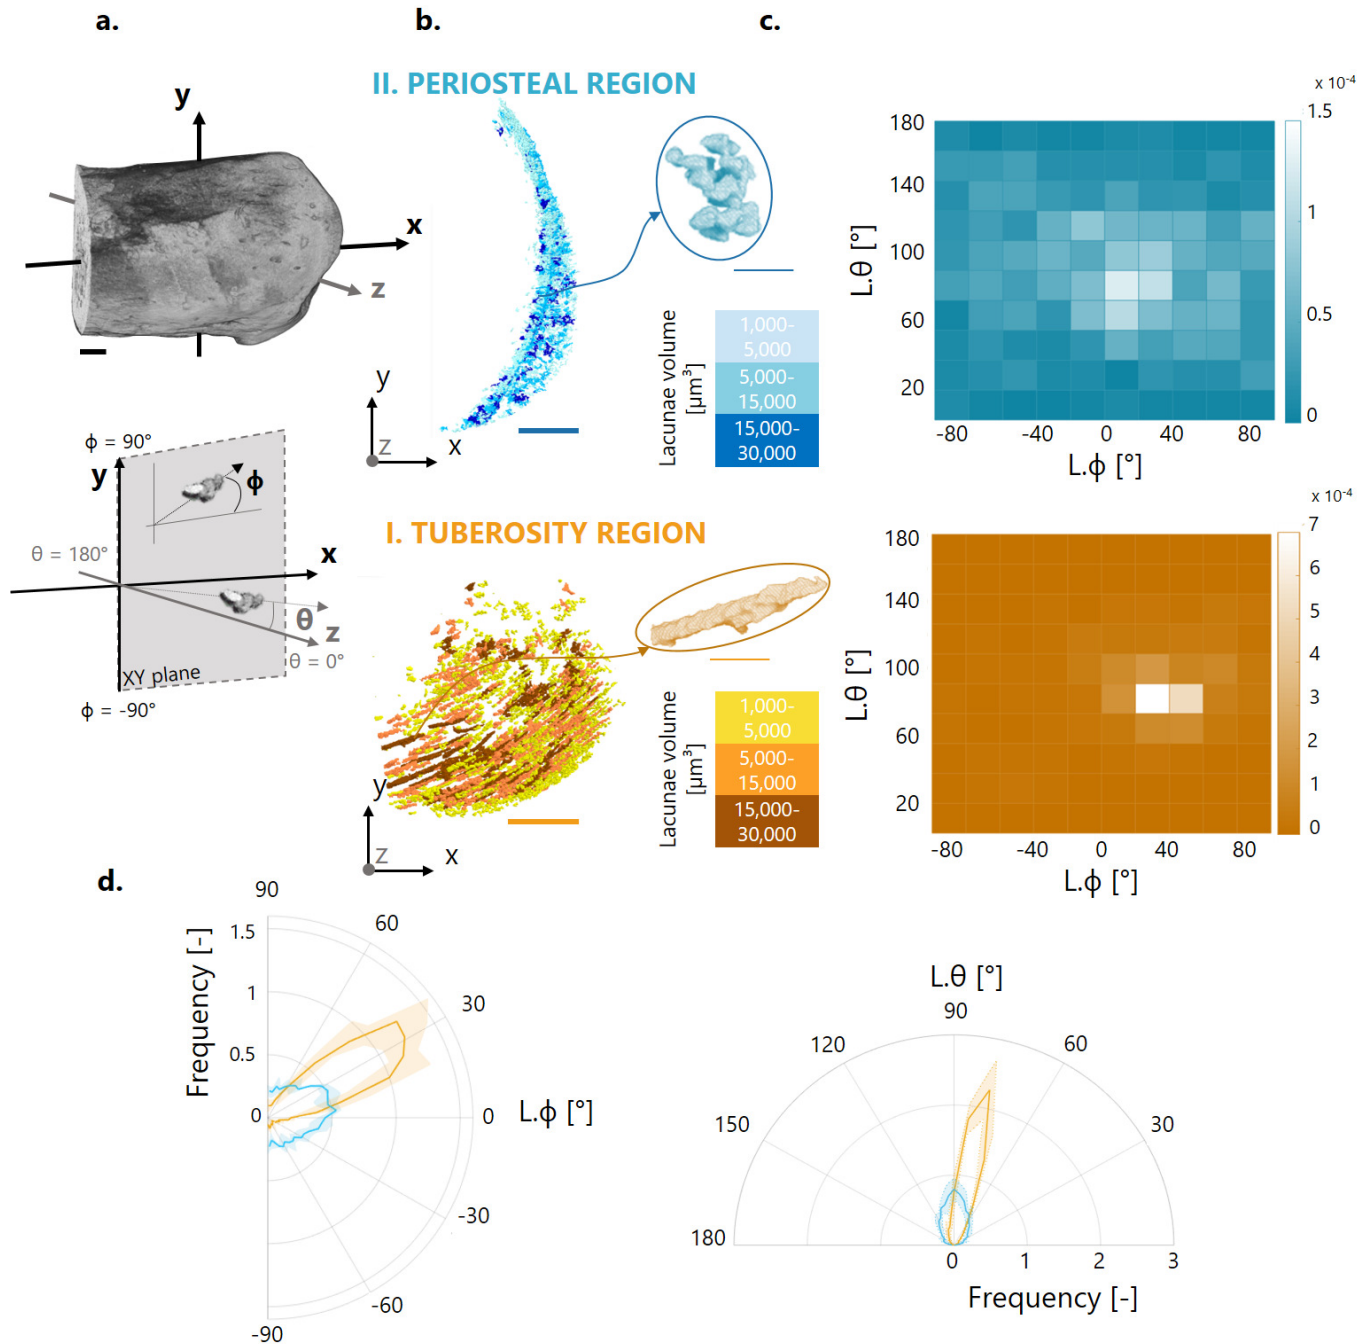 a.
b.
c.
II. PERIOSTEAL REGION
y
x
z
Lacunae volume
[µm³]
1,000-
5,000
5,000-
15,000
15,000-
30,000
y
z
x
x 10⁻⁴
1.5
1
0.5
0
180
140
100
60
20
L.θ [°]
-80
-40
0
40
80
L.ϕ [°]
ϕ = 90°
y
ϕ
x
θ = 180°
θ
z
θ = 0°
XY plane
ϕ = -90°
I. TUBEROSITY REGION
Lacunae volume
[µm³]
1,000-
5,000
5,000-
15,000
15,000-
30,000
y
z
x
x 10⁻⁴
7
6
5
4
3
2
1
0
180
140
100
60
20
L.θ [°]
-80
-40
0
40
80
L.ϕ [°]
d.
90
60
30
0
-30
-60
-90
1.5
1
0.5
0
Frequency [-]
L.ϕ [°]
L.θ [°]
90
120
60
150
30
180
0
1
2
3
Frequency [-]